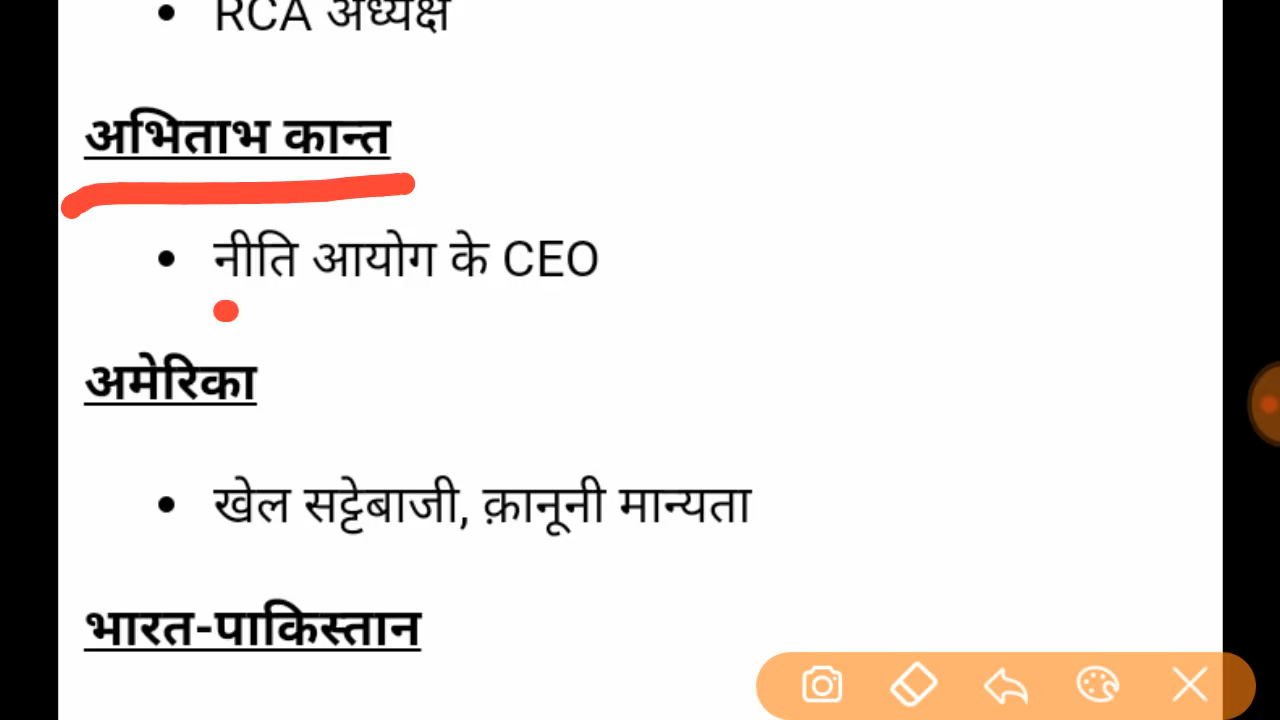 RCA अध्यक्ष
अभिताभ कान्त
नीति आयोग के CEO
अमेरिका
खेल सट्टेबाजी, क़ानूनी मान्यता
भारत-पाकिस्तान